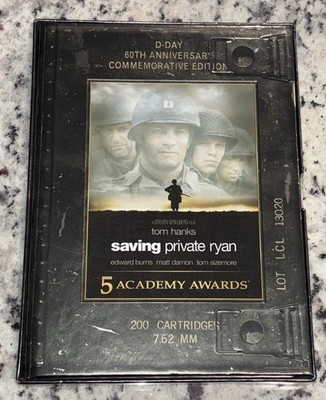 D-DAY
60TH ANNIVERSARY
COMMEMORATIVE EDITION
A STEVEN SPIELBERG FILM
tom hanks
saving private ryan
edward burns matt damon tom sizemore
5 ACADEMY AWARDS
LOT LCL 13020
200 CARTRIDGES
7.62 MM